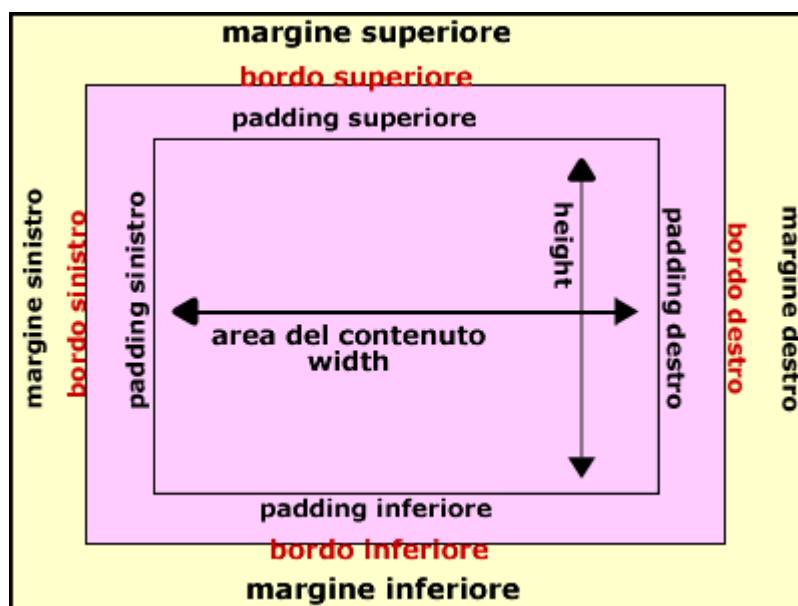 margine superiore
bordo superiore
padding superiore
margine sinistro
bordo sinistro
padding sinistro
height
area del contenuto
width
padding destro
bordo destro
margine destro
padding inferiore
bordo inferiore
margine inferiore